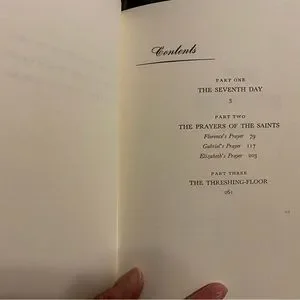 Contents
PART ONE
THE SEVENTH DAY
3
PART TWO
THE PRAYERS OF THE SAINTS
Florence's Prayer 79
Gabriel's Prayer 117
Elizabeth's Prayer 203
PART THREE
THE THRESHING-FLOOR
261